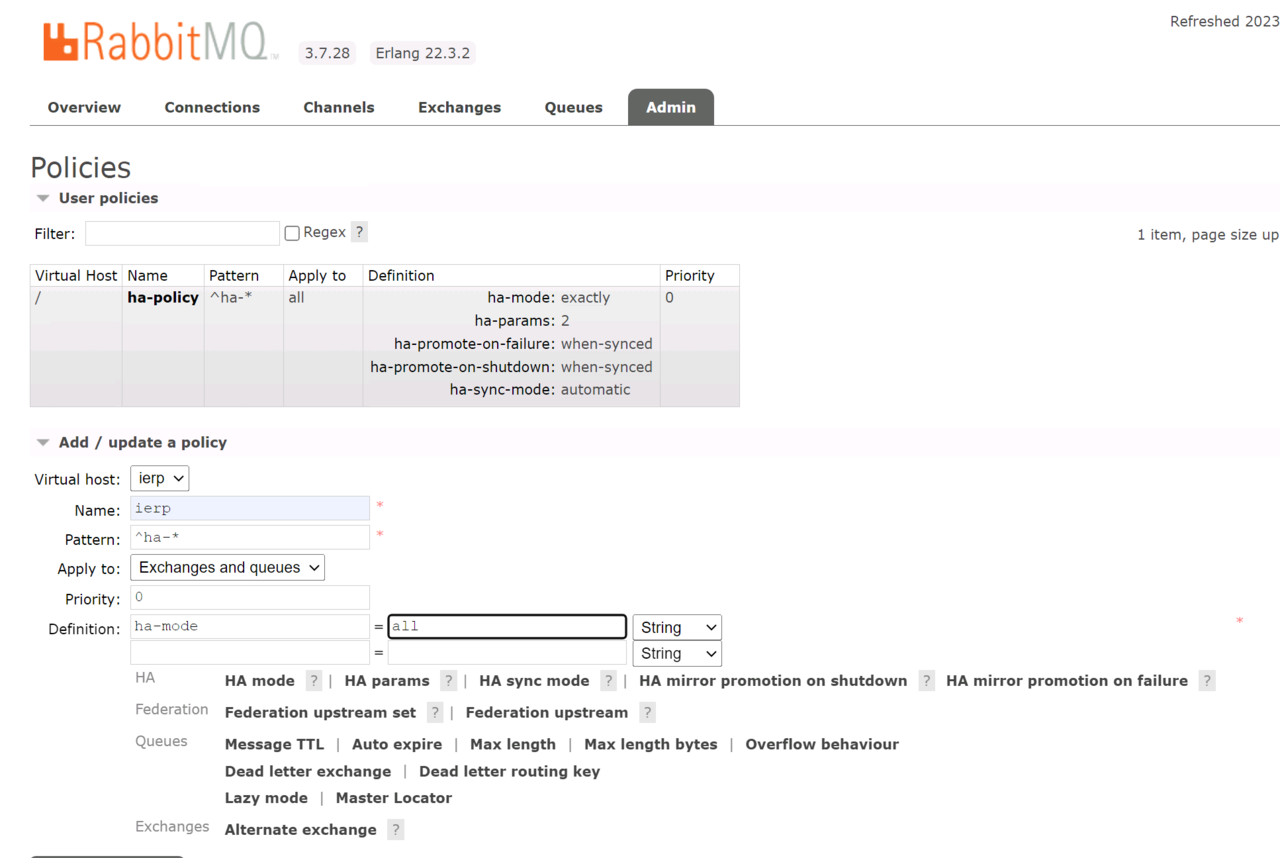 Refreshed 2023
RabbitMQ TM 3.7.28 Erlang 22.3.2
Overview Connections Channels Exchanges Queues Admin
Policies
User policies
Filter: Regex ?
1 item, page size up
Virtual Host Name Pattern Apply to Definition Priority
/ ha-policy ^ha-* all ha-mode: exactly 0
ha-params: 2
ha-promote-on-failure: when-synced
ha-promote-on-shutdown: when-synced
ha-sync-mode: automatic
Add / update a policy
Virtual host: ierp
Name: ierp *
Pattern: ^ha-* *
Apply to: Exchanges and queues
Priority: 0
Definition: ha-mode = all String *
= String
HA HA mode ? | HA params ? | HA sync mode ? | HA mirror promotion on shutdown ? HA mirror promotion on failure ?
Federation Federation upstream set ? | Federation upstream ?
Queues Message TTL | Auto expire | Max length | Max length bytes | Overflow behaviour
Dead letter exchange | Dead letter routing key
Lazy mode | Master Locator
Exchanges Alternate exchange ?